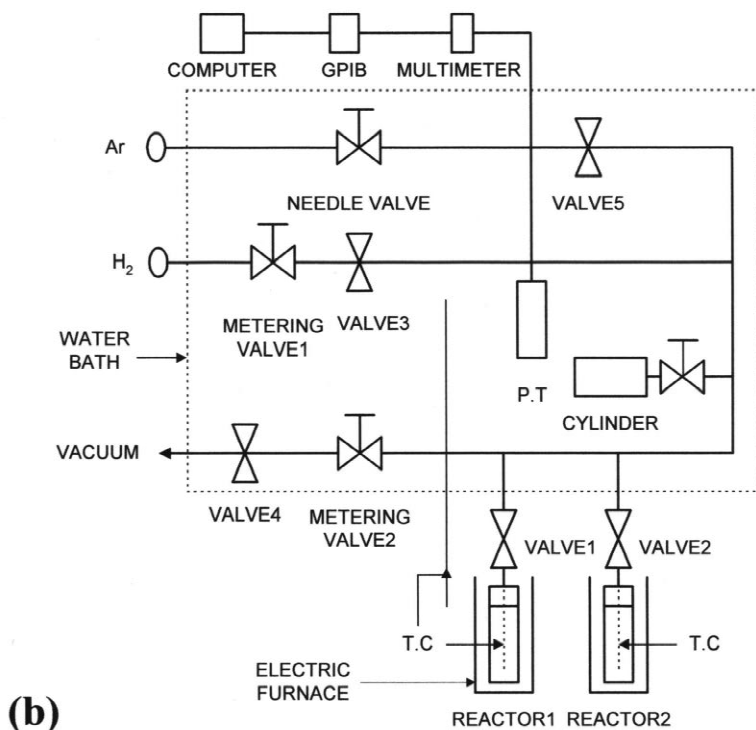 COMPUTER
GPIB
MULTIMETER
Ar
NEEDLE VALVE
VALVE5
H2
METERING
VALVE1
VALVE3
WATER
BATH
P.T
CYLINDER
VACUUM
VALVE4
METERING
VALVE2
VALVE1
VALVE2
T.C
T.C
ELECTRIC
FURNACE
REACTOR1
REACTOR2
(b)